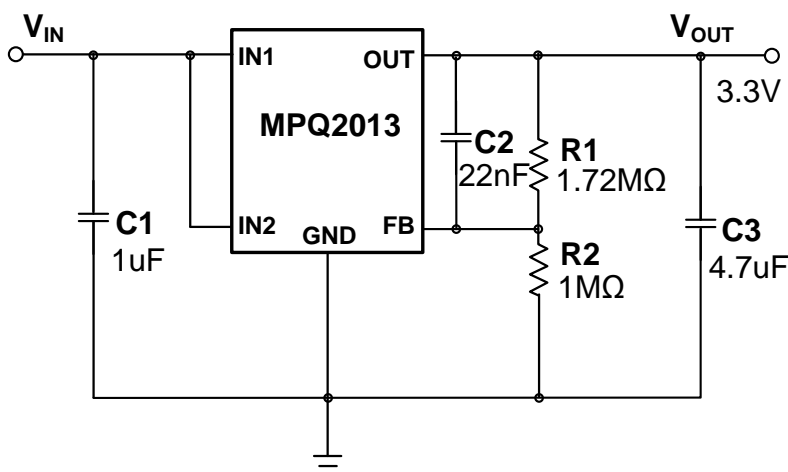 VIN
VOUT
IN1
OUT
3.3V
MPQ2013
C2
22nF
R1
1.72MΩ
C1
1uF
IN2
GND
FB
R2
1MΩ
C3
4.7uF